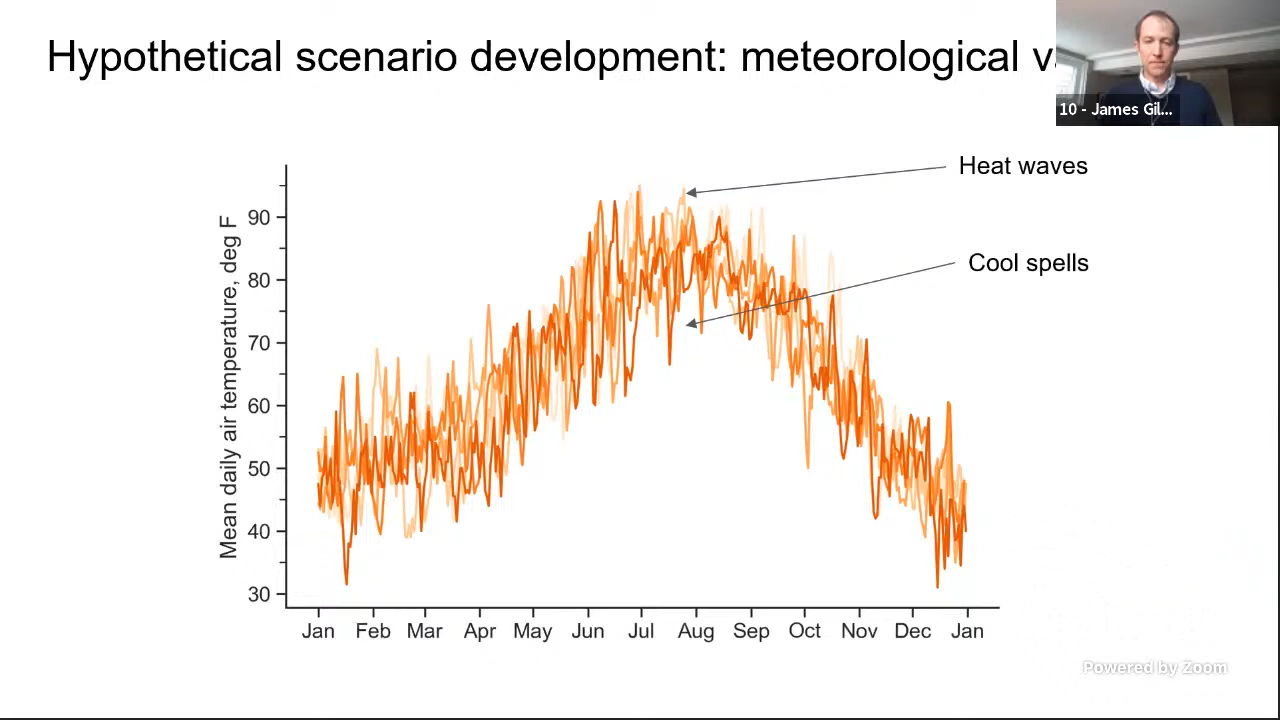 Hypothetical scenario development: meteorological v
10 - James Gil...
Heat waves
Cool spells
Mean daily air temperature, deg F
90
80
70
60
50
40
30
Jan Feb Mar Apr May Jun Jul Aug Sep Oct Nov Dec Jan
Powered by Zoom